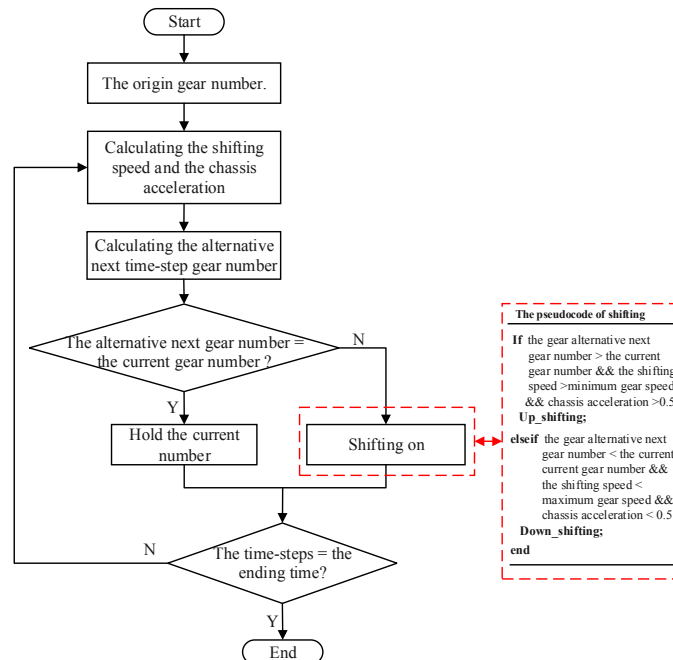 Start
The origin gear number.
Calculating the shifting
speed and the chassis
acceleration
Calculating the alternative
next time-step gear number
The alternative next gear number =
the current gear number ?
N
Y
Hold the current
number
Shifting on
The time-steps = the
ending time?
N
Y
End
The pseudocode of shifting
If the gear alternative next
gear number > the current
gear number && the shifting
speed >minimum gear speed
&& chassis acceleration >0.5
Up_shifting;
elseif the gear alternative next
gear number < the current
current gear number &&
the shifting speed <
maximum gear speed &&
chassis acceleration < 0.5
Down_shifting;
end